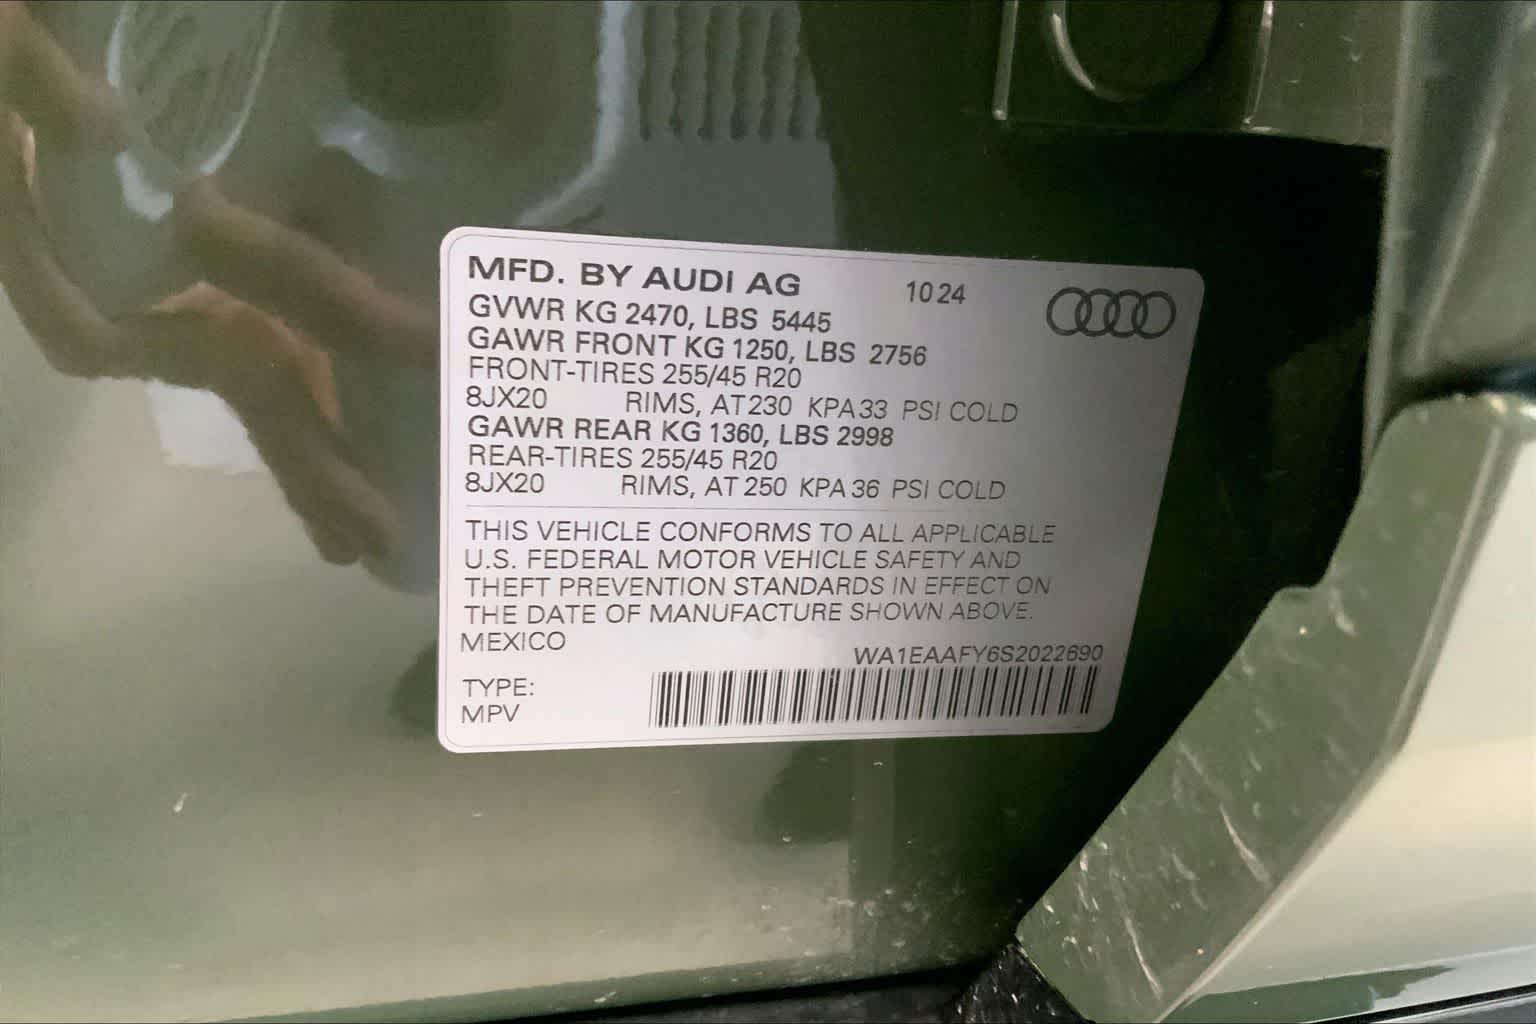 MFD. BY AUDI AG 1024
GVWR KG 2470, LBS 5445
GAWR FRONT KG 1250, LBS 2756
FRONT-TIRES 255/45 R20
8JX20 RIMS, AT 230 KPA 33 PSI COLD
GAWR REAR KG 1360, LBS 2998
REAR-TIRES 255/45 R20
8JX20 RIMS, AT 250 KPA 36 PSI COLD
THIS VEHICLE CONFORMS TO ALL APPLICABLE
U.S. FEDERAL MOTOR VEHICLE SAFETY AND
THEFT PREVENTION STANDARDS IN EFFECT ON
THE DATE OF MANUFACTURE SHOWN ABOVE.
MEXICO
WA1EAAFY6S2022690
TYPE:
MPV